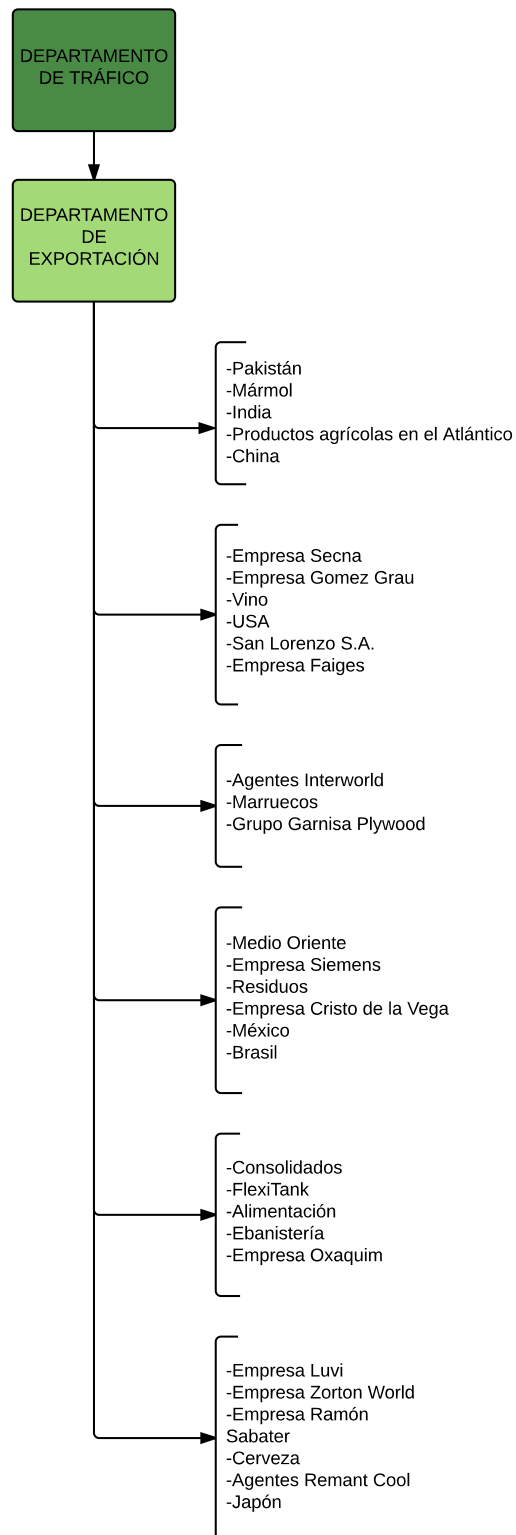 DEPARTAMENTO
DE TRÁFICO
DEPARTAMENTO
DE
EXPORTACIÓN
-Pakistán
-Mármol
-India
-Productos agrícolas en el Atlántico
-China
-Empresa Secna
-Empresa Gomez Grau
-Vino
-USA
-San Lorenzo S.A.
-Empresa Faiges
-Agentes Interworld
-Marruecos
-Grupo Garnisa Plywood
-Medio Oriente
-Empresa Siemens
-Residuos
-Empresa Cristo de la Vega
-México
-Brasil
-Consolidados
-FlexiTank
-Alimentación
-Ebanistería
-Empresa Oxaquim
-Empresa Luvi
-Empresa Zorton World
-Empresa Ramón
Sabater
-Cerveza
-Agentes Remant Cool
-Japón